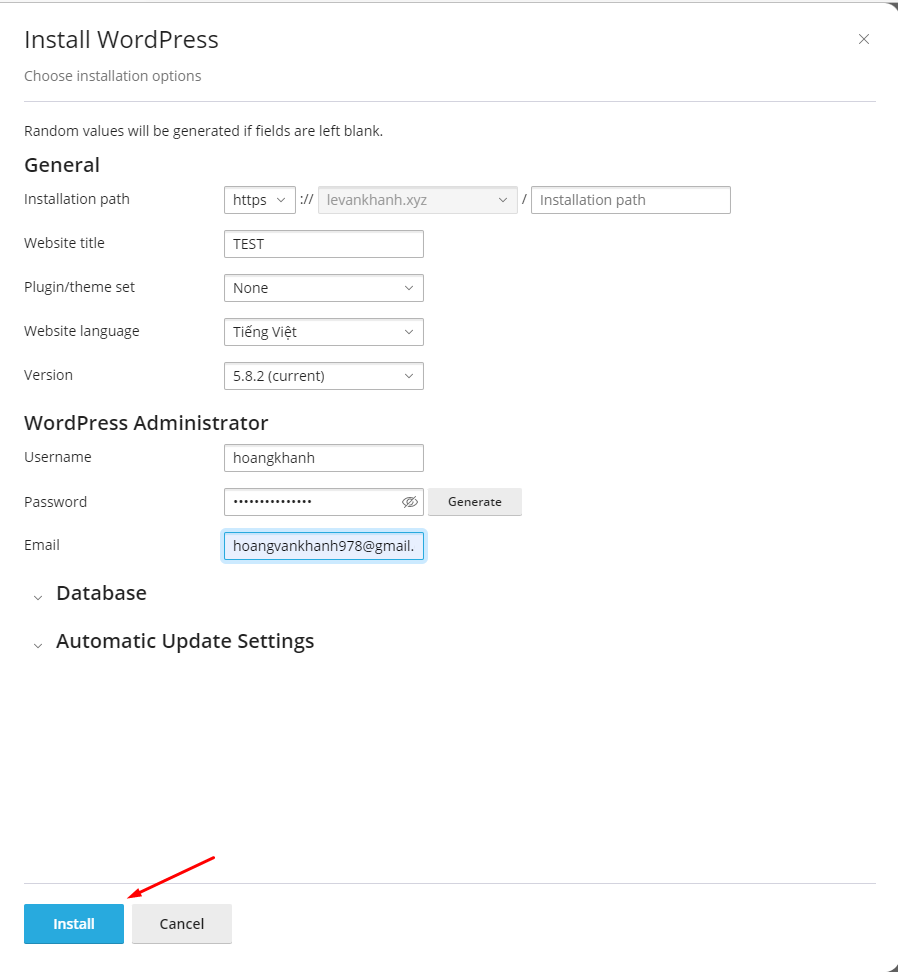 Install WordPress
Choose installation options
Random values will be generated if fields are left blank.
General
Installation path https :// levankhanh.xyz / Installation path
Website title TEST
Plugin/theme set None
Website language Tiếng Việt
Version 5.8.2 (current)
WordPress Administrator
Username hoangkhanh
Password ••••••••••••••• Generate
Email hoangvankhanh978@gmail.
Database
Automatic Update Settings
Install Cancel